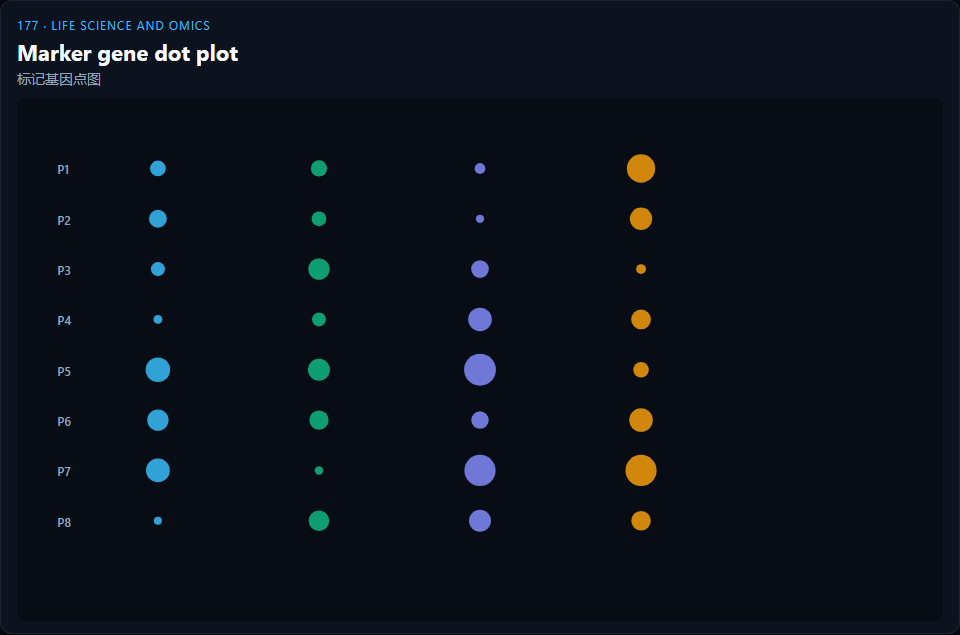 177 · LIFE SCIENCE AND OMICS
Marker gene dot plot
标记基因点图
P1
P2
P3
P4
P5
P6
P7
P8